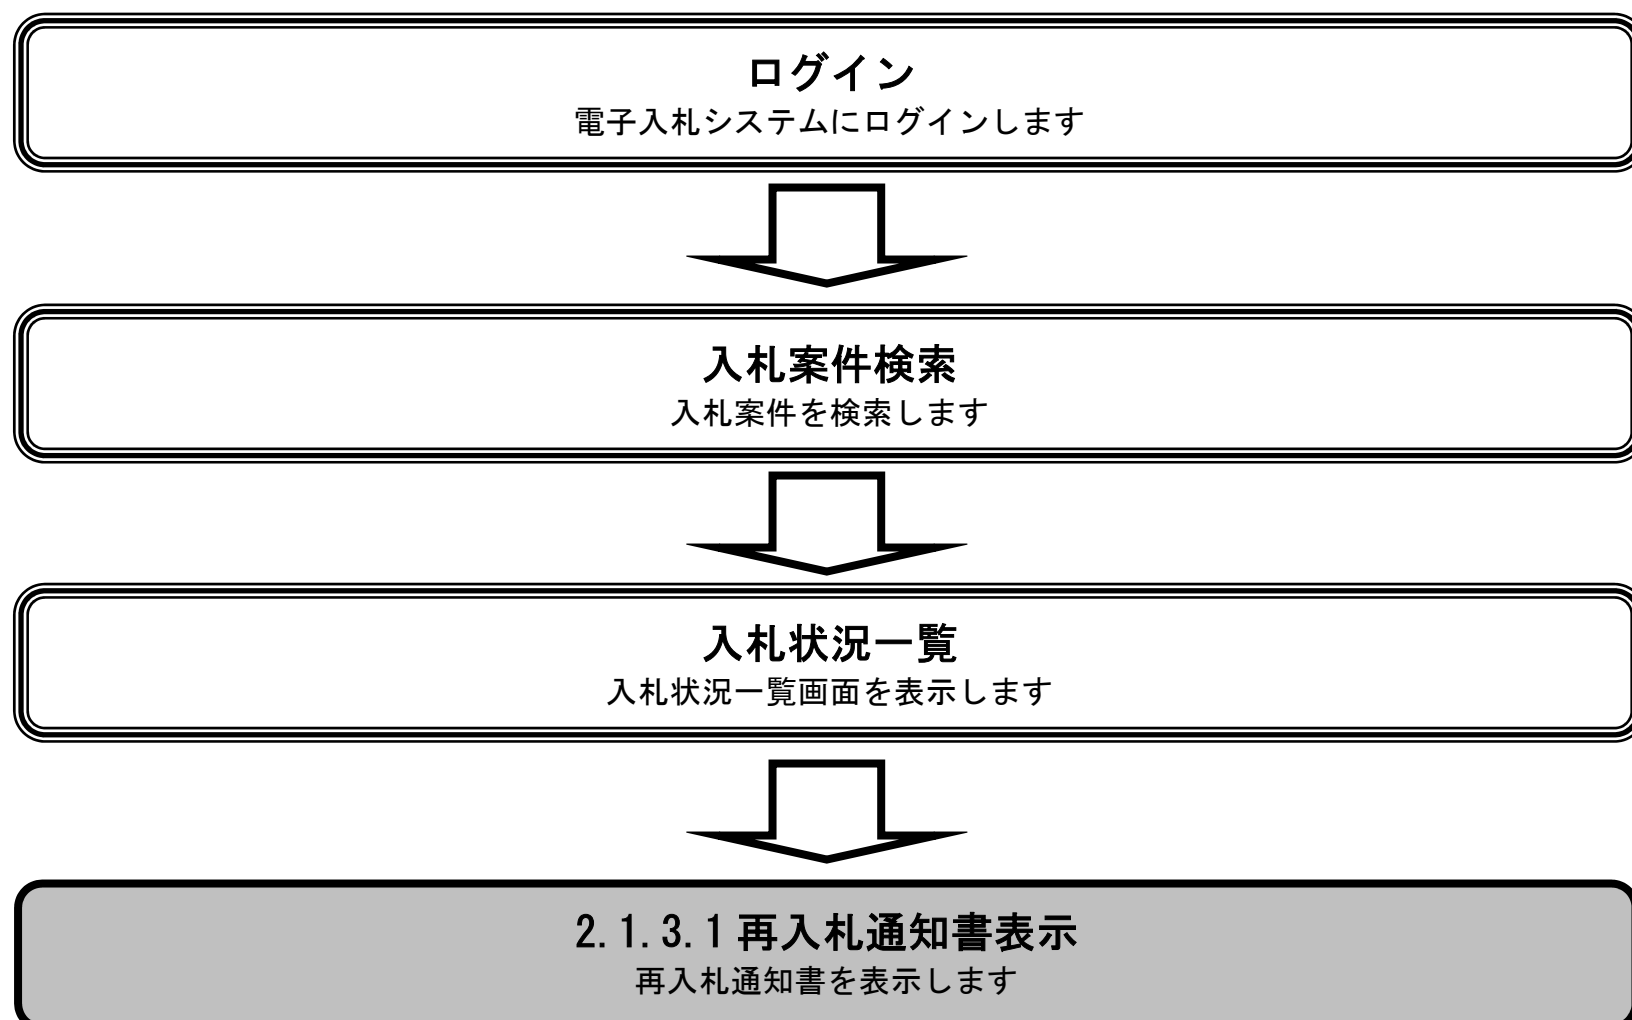 ログイン
電子入札システムにログインします
入札案件検索
入札案件を検索します
入札状況一覧
入札状況一覧画面を表示します
2.1.3.1 再入札通知書表示
再入札通知書を表示します